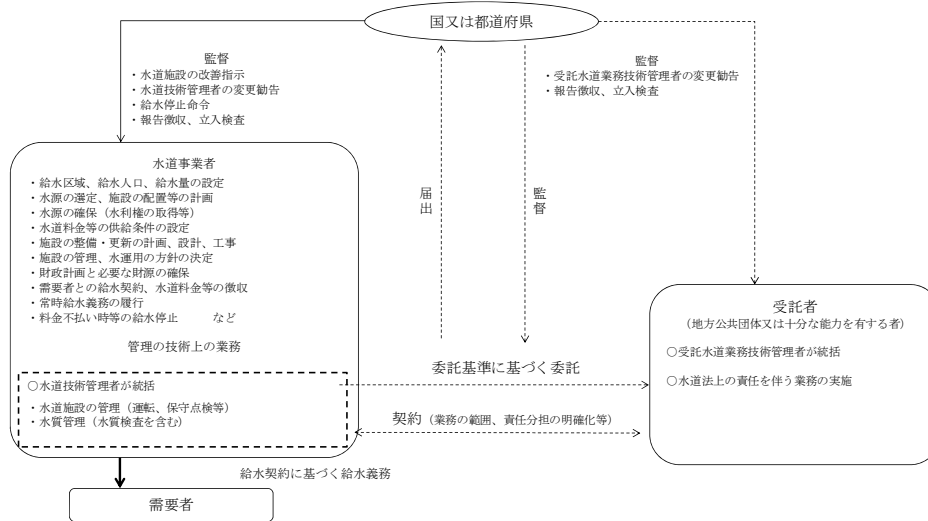 国又は都道府県
監督
・水道施設の改善指示
・水道技術管理者の変更勧告
・給水停止命令
・報告徴収、立入検査
監督
・受託水道業務技術管理者の変更勧告
・報告徴収、立入検査
水道事業者
・給水区域、給水人口、給水量の設定
・水源の選定、施設の配置等の計画
・水源の確保（水利権の取得等）
・水道料金等の供給条件の設定
・施設の整備・更新の計画、設計、工事
・施設の管理、水運用の方針の決定
・財政計画と必要な財源の確保
・需要者との給水契約、水道料金等の徴収
・常時給水義務の履行
・料金不払い時等の給水停止　　など
管理の技術上の業務
○水道技術管理者が統括
・水道施設の管理（運転、保守点検等）
・水質管理（水質検査を含む）
届出
監督
委託基準に基づく委託
契約（業務の範囲、責任分担の明確化等）
受託者
（地方公共団体又は十分な能力を有する者）
○受託水道業務技術管理者が統括
○水道法上の責任を伴う業務の実施
給水契約に基づく給水義務
需要者